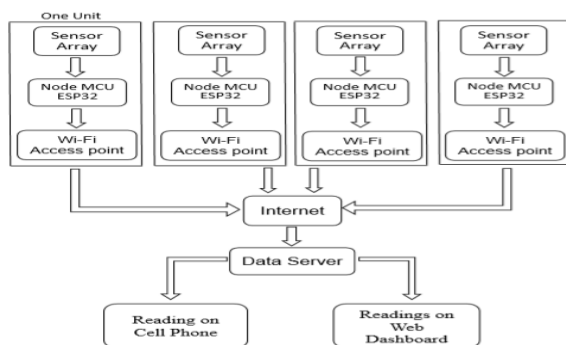 One Unit
Sensor
Array
Sensor
Array
Sensor
Array
Sensor
Array
Node MCU
ESP32
Node MCU
ESP32
Node MCU
ESP32
Node MCU
ESP32
Wi-Fi
Access point
Wi-Fi
Access point
Wi-Fi
Access point
Wi-Fi
Access point
Internet
Data Server
Reading on
Cell Phone
Readings on
Web
Dashboard